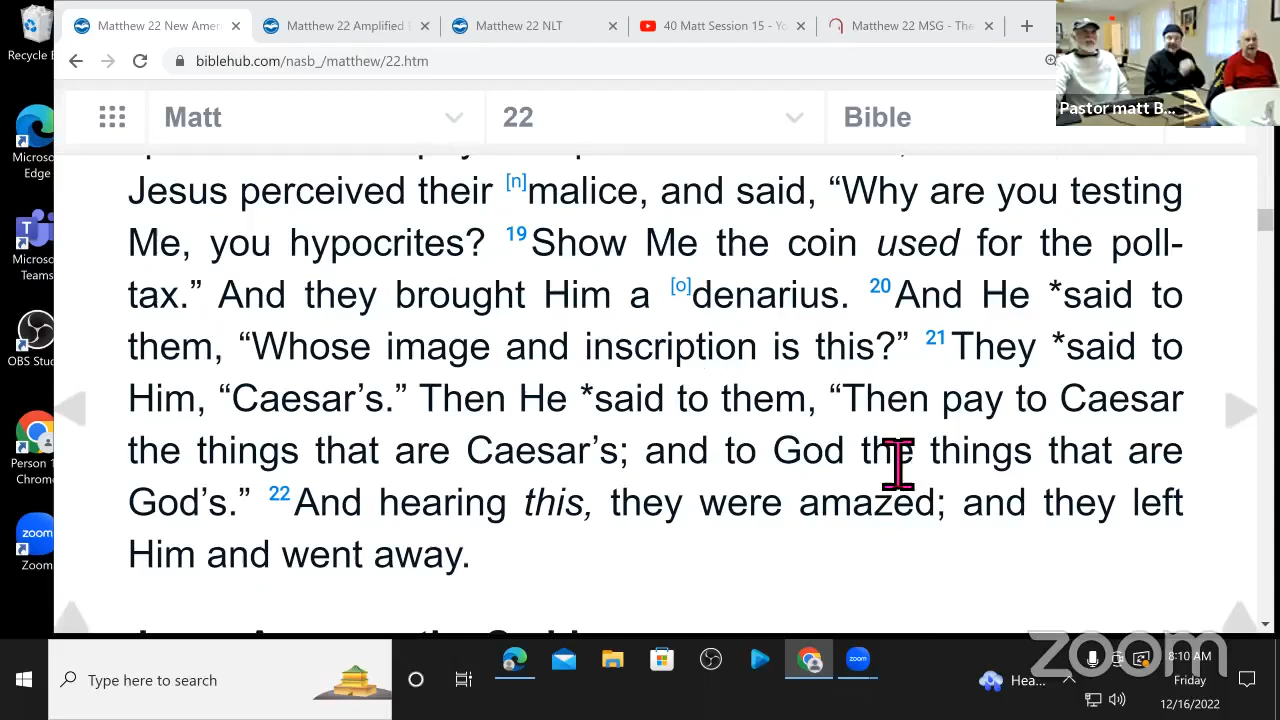 Recycle B
Matthew 22 New Amer
Matthew 22 Amplified
Matthew 22 NLT
40 Matt Session 15 - Yo
Matthew 22 MSG - The
biblehub.com/nasb_/matthew/22.htm
Pastor matt B...
Matt
22
Bible
Jesus perceived their [n]malice, and said, “Why are you testing
Me, you hypocrites? 19 Show Me the coin used for the poll-
tax.” And they brought Him a [o]denarius. 20 And He *said to
them, “Whose image and inscription is this?” 21 They *said to
Him, “Caesar’s.” Then He *said to them, “Then pay to Caesar
the things that are Caesar’s; and to God the things that are
God’s.” 22 And hearing this, they were amazed; and they left
Him and went away.
Microsoft
Edge
Microsoft
Teams
OBS Stud
Person 1
Chrome
zoom
Zoom
zoom
Type here to search
zoom
Hea...
8:10 AM
Friday
12/16/2022